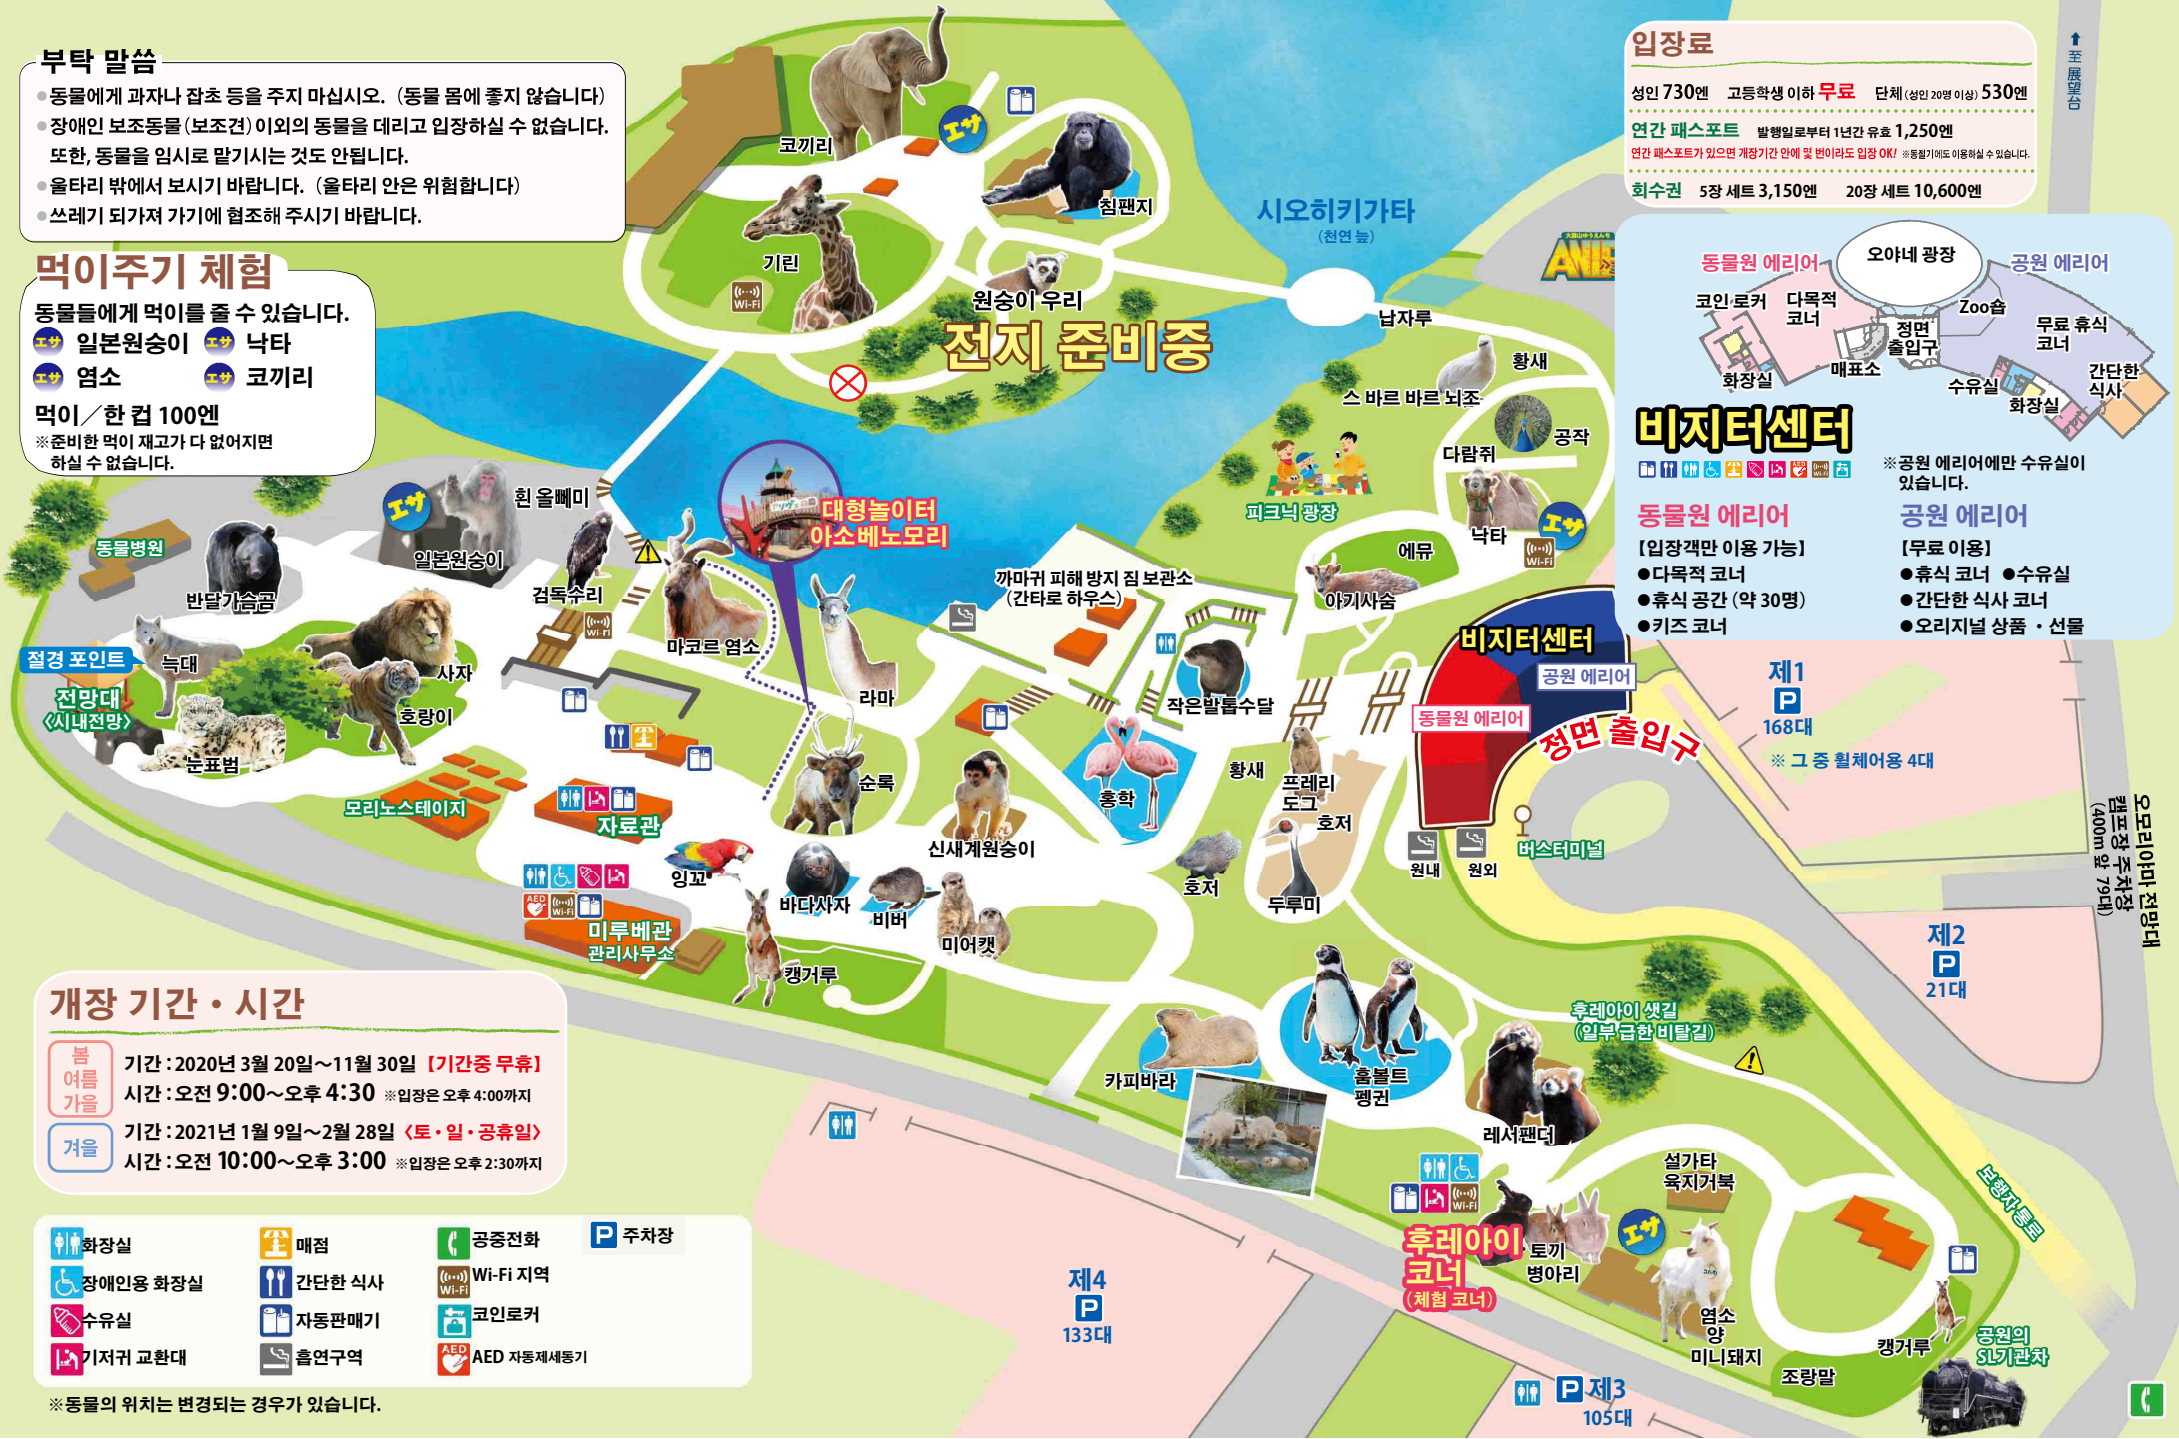 부탁 말씀
●동물에게 과자나 잡초 등을 주지 마십시오. (동물 몸에 좋지 않습니다)
●장애인 보조동물(보조견)이외의 동물을 데리고 입장하실 수 없습니다.
또한, 동물을 임시로 맡기시는 것도 안됩니다.
●울타리 밖에서 보시기 바랍니다. (울타리 안은 위험합니다)
●쓰레기 되가져 가기에 협조해 주시기 바랍니다.
먹이주기 체험
동물들에게 먹이를 줄 수 있습니다.
エサ 일본원숭이 エサ 낙타
エサ 염소 エサ 코끼리
먹이／한 컵 100엔
※준비한 먹이 재고가 다 없어지면
하실 수 없습니다.
입장료
성인 730엔 고등학생 이하 무료 단체(성인 20명 이상) 530엔
연간 패스포트 발행일로부터 1년간 유효 1,250엔
연간 패스포트가 있으면 개장기간 안에 몇 번이라도 입장 OK! ※동절기에도 이용하실 수 있습니다.
회수권 5장 세트 3,150엔 20장 세트 10,600엔
至 展望台
동물원 에리어
오야네 광장
공원 에리어
코인 로커
다목적
코너
Zoo숍
정면
출입구
무료 휴식
코너
화장실
매표소
수유실
화장실
간단한
식사
비지터센터
※공원 에리어에만 수유실이
있습니다.
동물원 에리어
【입장객만 이용 가능】
●다목적 코너
●휴식 공간 (약 30명)
●키즈 코너
공원 에리어
【무료 이용】
●휴식 코너 ●수유실
●간단한 식사 코너
●오리지널 상품 ・선물
코끼리
エサ
침팬지
기린
Wi-Fi
원숭이 우리
전지 준비중
시오히키가타
(천연 늪)
납자루
황새
스 바르 바르 뇌조
공작
다람쥐
낙타
エサ
Wi-Fi
에뮤
피크닉 광장
아기사슴
대형놀이터
아소베노모리
까마귀 피해 방지 짐 보관소
(간타로 하우스)
흰 올빼미
エサ
일본원숭이
검독수리
Wi-Fi
마코르 염소
라마
동물병원
반달가슴곰
절경 포인트
늑대
전망대
〈시내전망〉
사자
호랑이
눈표범
모리노스테이지
자료관
순록
신새계원숭이
홍학
작은발톱수달
황새
프레리
도그
호저
호저
두루미
비지터센터
공원 에리어
동물원 에리어
정면 출입구
원내
원외
버스터미널
제1
P
168대
※ 그 중 휠체어용 4대
오모리야마 전망대
캠프장 주차장
(400m 앞 79대)
제2
P
21대
잉꼬
바다사자
비버
미어캣
캥거루
AED
Wi-Fi
미루베관
관리사무소
카피바라
훔볼트
펭귄
레서팬더
후레아이 샛길
(일부 급한 비탈길)
보행자 통로
설가타
육지거북
Wi-Fi
후레아이
코너
(체험 코너)
토끼
병아리
エサ
염소
양
미니돼지
조랑말
캥거루
공원의
SL기관차
제4
P
133대
P 제3
105대
개장 기간・시간
봄
여름
가을
기간 : 2020년 3월 20일～11월 30일 【기간중 무휴】
시간 : 오전 9:00～오후 4:30 ※입장은 오후 4:00까지
겨울
기간 : 2021년 1월 9일～2월 28일 〈토・일・공휴일〉
시간 : 오전 10:00～오후 3:00 ※입장은 오후 2:30까지
화장실
매점
공중전화
P 주차장
장애인용 화장실
간단한 식사
Wi-Fi Wi-Fi 지역
수유실
자동판매기
코인로커
기저귀 교환대
흡연구역
AED AED 자동제세동기
※동물의 위치는 변경되는 경우가 있습니다.